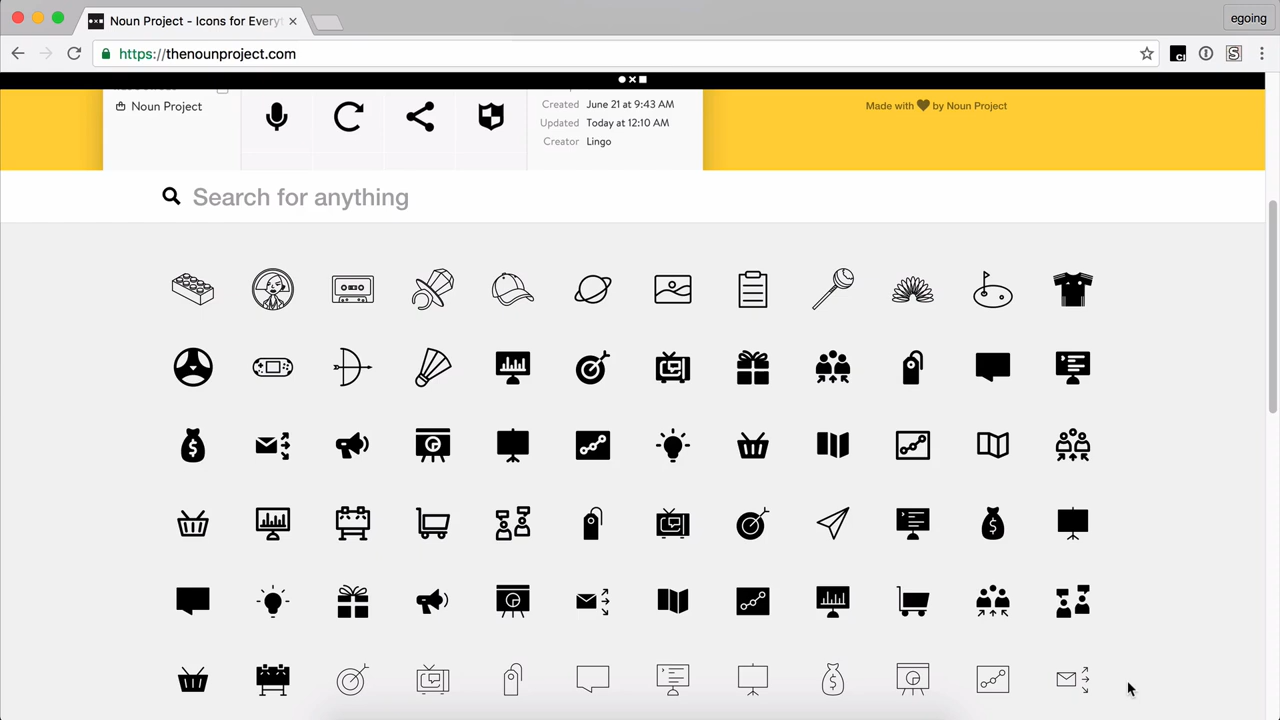 Noun Project - Icons for Everyt
egoing
https://thenounproject.com
Noun Project
Created June 21 at 9:43 AM
Updated Today at 12:10 AM
Creator Lingo
Made with by Noun Project
Search for anything